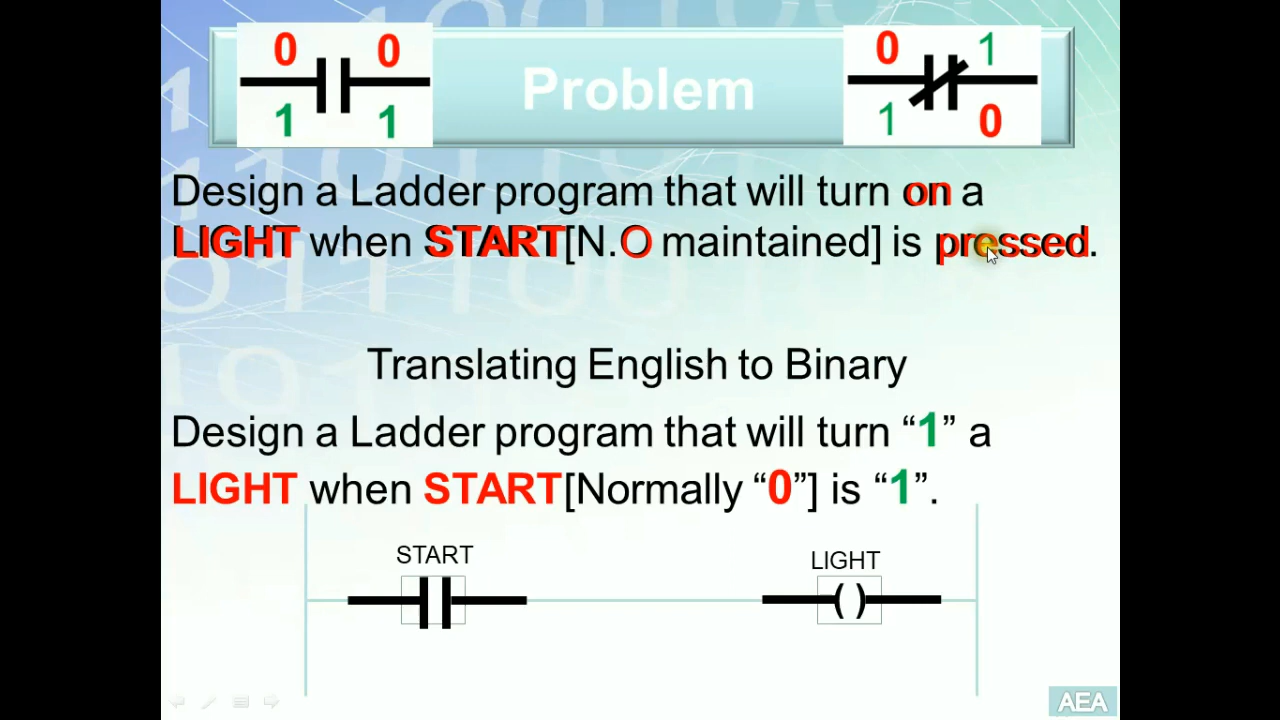 0 0
Problem
0 1
1 1
1 0
Design a Ladder program that will turn on a
LIGHT when START[N.O maintained] is pressed.
Translating English to Binary
Design a Ladder program that will turn “1” a
LIGHT when START[Normally “0”] is “1”.
START
LIGHT
( )
AEA